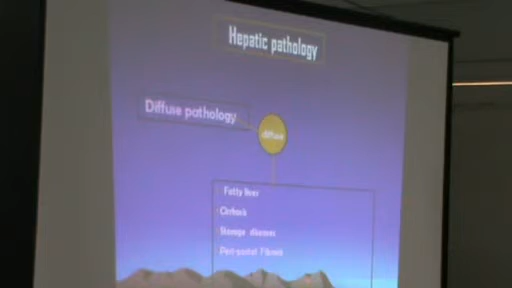 Hepatic pathology
Diffuse pathology
diffuse
Fatty liver
Cirrhosis
Storage diseases
Peri-portal Fibrosis